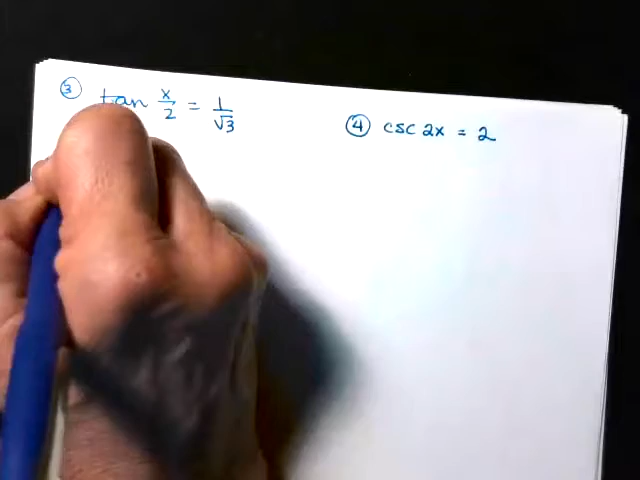 ③ tan x/2 = 1/√3
④ csc 2x = 2